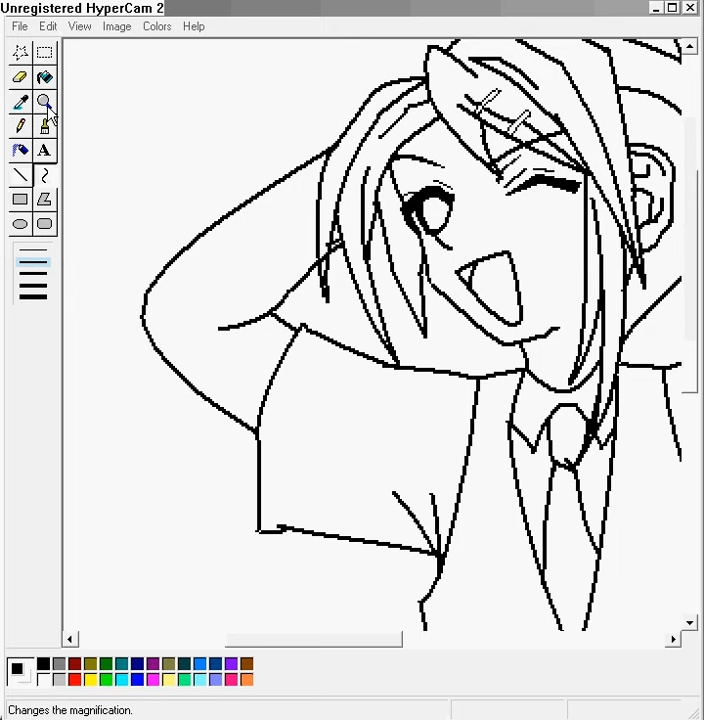 Unregistered HyperCam 2
File Edit View Image Colors Help
A
Changes the magnification.